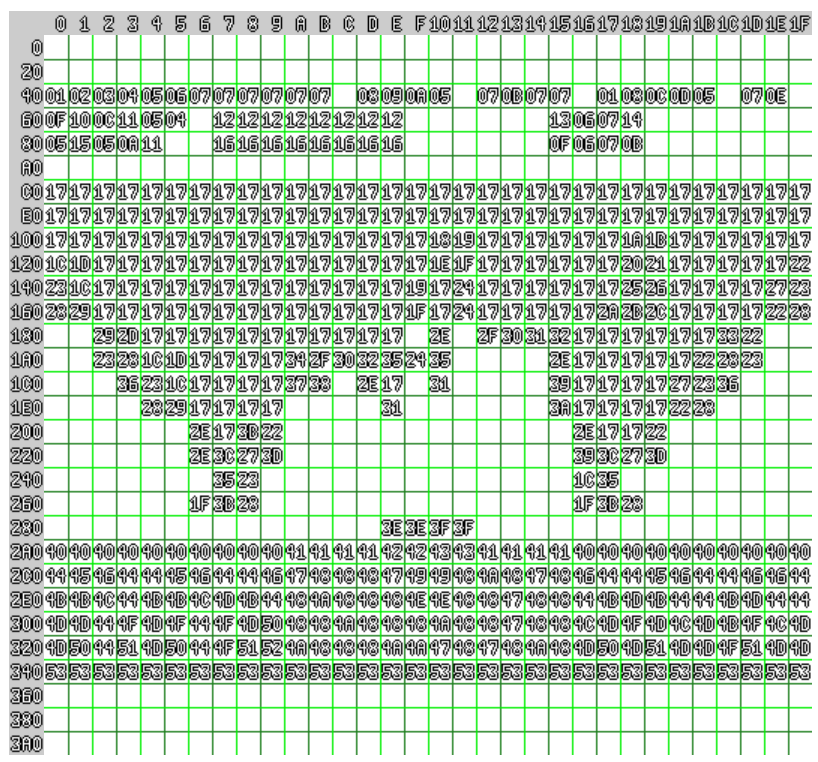 0 1 2 3 4 5 6 7 8 9 A B C D E F 10 11 12 13 14 15 16 17 18 19 1A 1B 1C 1D 1E 1F
0
20
40 01 02 03 04 05 06 07 07 07 07 07 07 08 09 0A 05 07 0B 07 07 01 08 0C 0D 05 07 0E
60 0F 10 0C 11 05 04 12 12 12 12 12 12 12 12 13 06 07 14
80 05 15 05 0A 11 16 16 16 16 16 16 16 16 0F 06 07 0B
A0
C0 17 17 17 17 17 17 17 17 17 17 17 17 17 17 17 17 17 17 17 17 17 17 17 17 17 17 17 17 17 17 17 17
E0 17 17 17 17 17 17 17 17 17 17 17 17 17 17 17 17 17 17 17 17 17 17 17 17 17 17 17 17 17 17 17 17
100 17 17 17 17 17 17 17 17 17 17 17 17 17 17 17 17 18 19 17 17 17 17 17 17 1A 1B 17 17 17 17 17 17
120 1C 1D 17 17 17 17 17 17 17 17 17 17 17 17 17 17 1E 1F 17 17 17 17 17 17 20 21 17 17 17 17 17 22
140 23 1C 17 17 17 17 17 17 17 17 17 17 17 17 17 19 17 24 17 17 17 17 17 17 25 26 17 17 17 17 27 23
160 28 29 17 17 17 17 17 17 17 17 17 17 17 17 17 1F 17 24 17 17 17 17 17 2A 2B 2C 17 17 17 17 22 28
180 29 2D 17 17 17 17 17 17 17 17 17 17 17 2E 2F 30 31 32 17 17 17 17 17 17 33 22
1A0 23 28 1C 1D 17 17 17 17 34 2F 30 32 35 24 35 2E 17 17 17 17 17 22 28 23
1C0 36 23 1C 17 17 17 17 37 38 2E 17 31 39 17 17 17 17 27 23 36
1E0 28 29 17 17 17 17 31 3A 17 17 17 17 22 28
200 2E 17 3B 22 2E 17 17 22
220 2E 3C 27 3D 39 3C 27 3D
240 35 23 1C 35
260 1F 3B 28 1F 3B 28
280 3E 3E 3F 3F
2A0 40 40 40 40 40 40 40 40 40 40 41 41 41 41 42 42 43 43 41 41 41 41 40 40 40 40 40 40 40 40 40 40
2C0 44 45 46 44 44 45 46 44 44 46 47 48 48 48 47 49 49 48 4A 48 47 48 46 44 44 45 46 44 44 46 46 44
2E0 4B 4B 4C 44 4B 4B 4C 4D 4B 44 48 4A 48 48 48 4E 4E 48 48 47 48 48 44 4B 4D 4B 44 44 4B 4D 44 44
300 4D 4D 44 4F 4D 4F 44 4F 4D 50 48 48 4A 48 48 48 4A 48 48 47 48 48 4C 4D 4F 4D 4C 4D 4B 4F 4C 4D
320 4D 50 44 51 4D 50 44 4F 51 52 4A 48 48 48 4A 4A 47 48 47 48 4A 48 4D 50 4D 51 4D 4D 4F 51 4D 4D
340 53 53 53 53 53 53 53 53 53 53 53 53 53 53 53 53 53 53 53 53 53 53 53 53 53 53 53 53 53 53 53 53
360
380
3A0